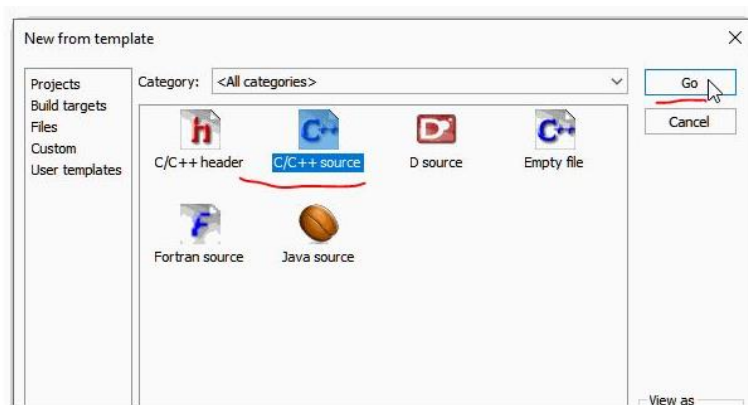 New from template
Projects
Build targets
Files
Custom
User templates
Category: <All categories>
Go
Cancel
C/C++ header
C/C++ source
D source
Empty file
Fortran source
Java source
View as